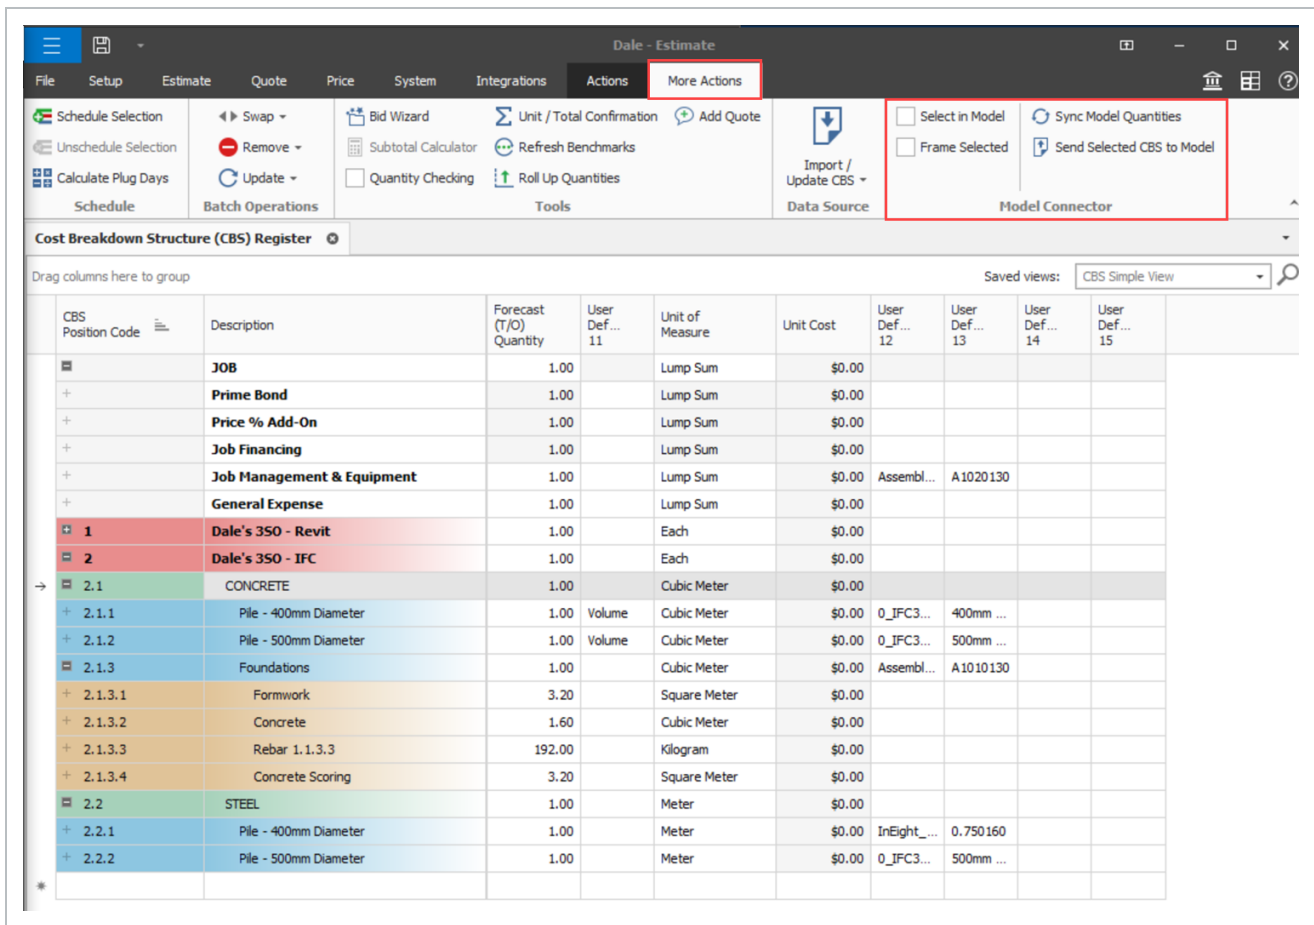 Dale - Estimate
File Setup Estimate Quote Price System Integrations Actions More Actions
Schedule Selection
Unschedule Selection
Calculate Plug Days
Schedule
Swap
Remove
Update
Batch Operations
Bid Wizard
Subtotal Calculator
Quantity Checking
Unit / Total Confirmation
Refresh Benchmarks
Roll Up Quantities
Add Quote
Tools
Import /
Update CBS
Data Source
Select in Model
Frame Selected
Sync Model Quantities
Send Selected CBS to Model
Model Connector
Cost Breakdown Structure (CBS) Register
Drag columns here to group
Saved views: CBS Simple View
CBS
Position Code
Description
Forecast
(T/O)
Quantity
User
Def...
11
Unit of
Measure
Unit Cost
User
Def...
12
User
Def...
13
User
Def...
14
User
Def...
15
JOB 1.00 Lump Sum $0.00
Prime Bond 1.00 Lump Sum $0.00
Price % Add-On 1.00 Lump Sum $0.00
Job Financing 1.00 Lump Sum $0.00
Job Management & Equipment 1.00 Lump Sum $0.00 Assembl... A1020130
General Expense 1.00 Lump Sum $0.00
1 Dale's 3SO - Revit 1.00 Each $0.00
2 Dale's 3SO - IFC 1.00 Each $0.00
2.1 CONCRETE 1.00 Cubic Meter $0.00
2.1.1 Pile - 400mm Diameter 1.00 Volume Cubic Meter $0.00 0_IFC3... 400mm ...
2.1.2 Pile - 500mm Diameter 1.00 Volume Cubic Meter $0.00 0_IFC3... 500mm ...
2.1.3 Foundations 1.00 Cubic Meter $0.00 Assembl... A1010130
2.1.3.1 Formwork 3.20 Square Meter $0.00
2.1.3.2 Concrete 1.60 Cubic Meter $0.00
2.1.3.3 Rebar 1.1.3.3 192.00 Kilogram $0.00
2.1.3.4 Concrete Scoring 3.20 Square Meter $0.00
2.2 STEEL 1.00 Meter $0.00
2.2.1 Pile - 400mm Diameter 1.00 Meter $0.00 InEight_... 0.750160
2.2.2 Pile - 500mm Diameter 1.00 Meter $0.00 0_IFC3... 500mm ...